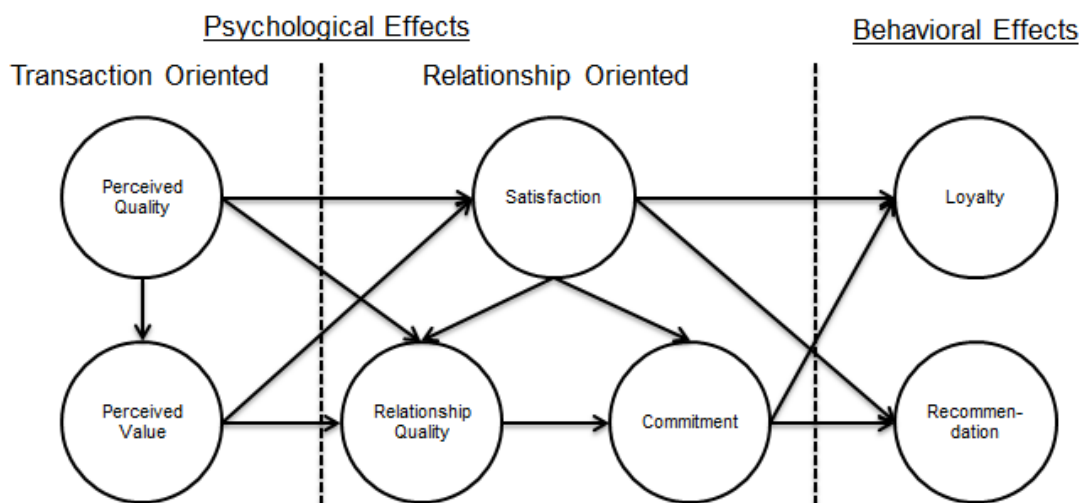 Psychological Effects
Behavioral Effects
Transaction Oriented
Relationship Oriented
Perceived
Quality
Satisfaction
Loyalty
Perceived
Value
Relationship
Quality
Commitment
Recommen-
dation